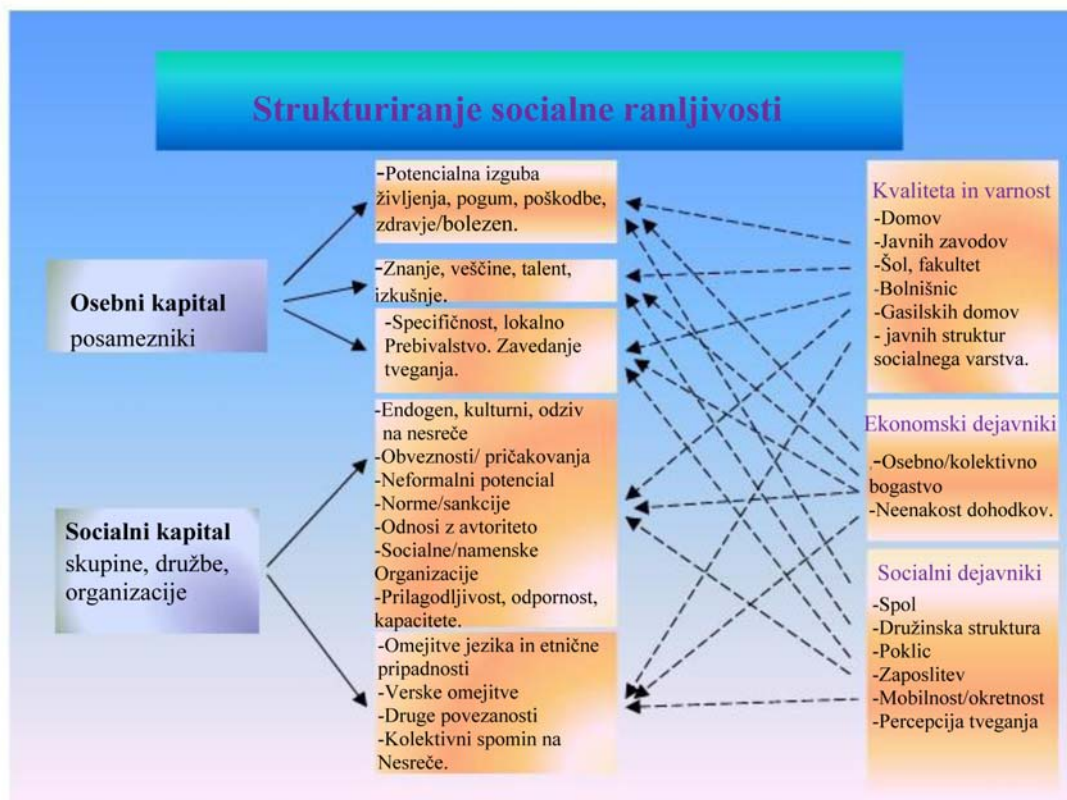 Strukturiranje socialne ranljivosti
Osebni kapital
posamezniki
Socialni kapital
skupine, družbe,
organizacije
-Potencialna izguba
življenja, pogum, poškodbe,
zdravje/bolezen.
-Znanje, veščine, talent,
izkušnje.
-Specifičnost, lokalno
Prebivalstvo. Zavedanje
tveganja.
-Endogen, kulturni, odziv
na nesreče
-Obveznosti/ pričakovanja
-Neformalni potencial
-Norme/sankcije
-Odnosi z avtoriteto
-Socialne/namenske
Organizacije
-Prilagodljivost, odpornost,
kapacitete.
-Omejitve jezika in etnične
pripadnosti
-Verske omejitve
-Druge povezanosti
-Kolektivni spomin na
Nesreče.
Kvaliteta in varnost
-Domov
-Javnih zavodov
-Šol, fakultet
-Bolnišnic
-Gasilskih domov
- javnih struktur
socialnega varstva.
Ekonomski dejavniki
-Osebno/kolektivno
bogastvo
-Neenakost dohodkov.
Socialni dejavniki
-Spol
-Družinska struktura
-Poklic
-Zaposlitev
-Mobilnost/okretnost
-Percepcija tveganja